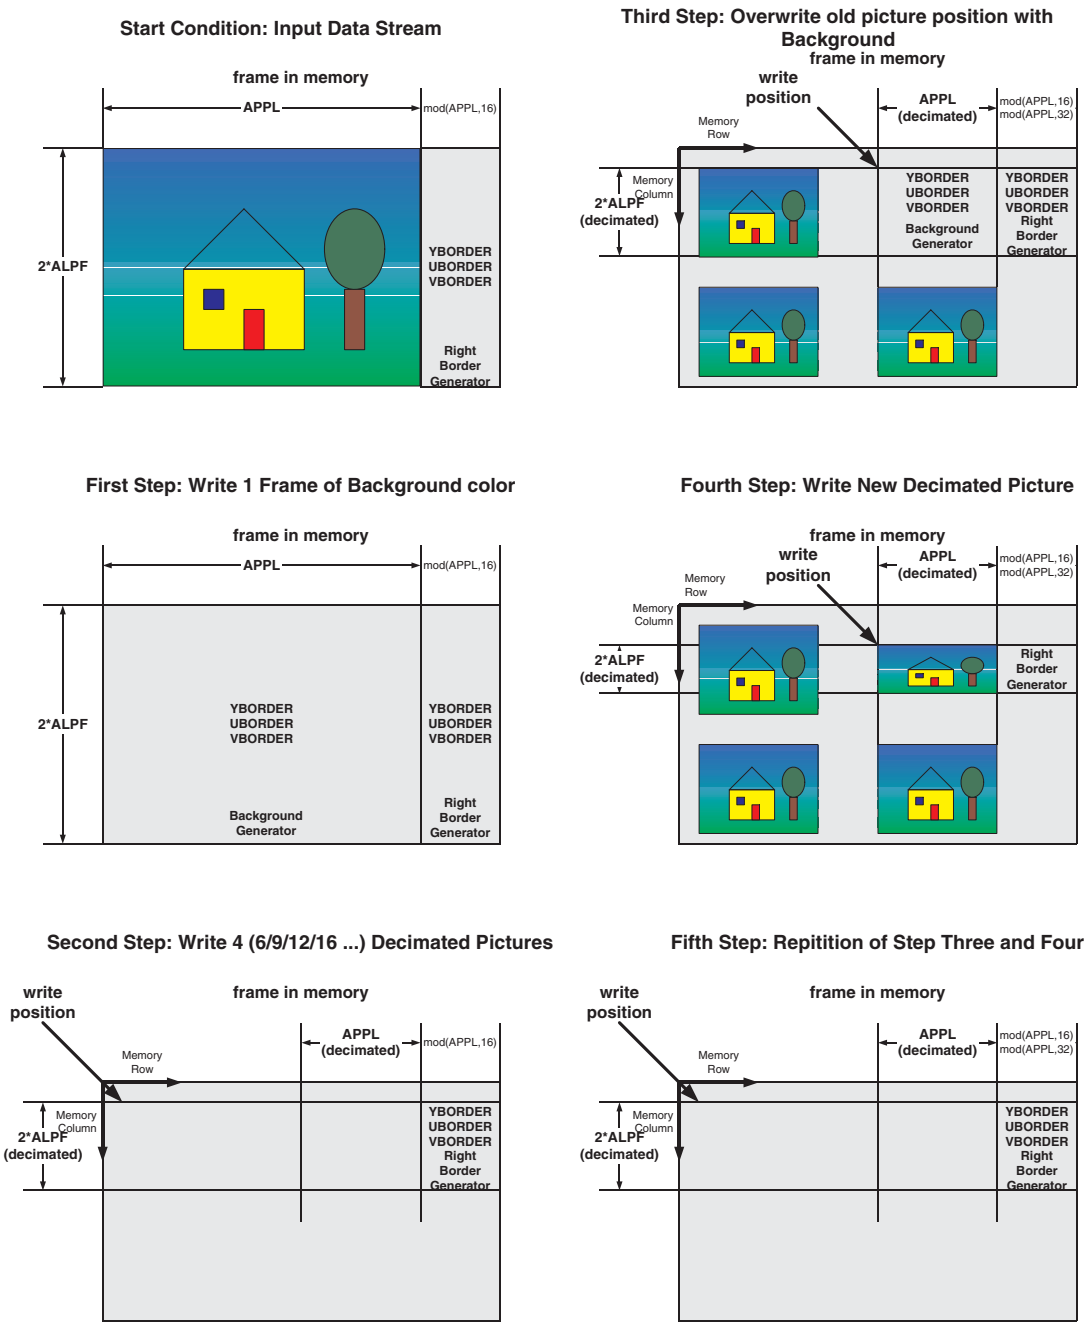 Start Condition: Input Data Stream
frame in memory
APPL
mod(APPL,16)
2*ALPF
YBORDER
UBORDER
VBORDER
Right
Border
Generator
Third Step: Overwrite old picture position with
Background
frame in memory
write
position
APPL
(decimated)
mod(APPL,16)
mod(APPL,32)
Memory
Row
Memory
Column
2*ALPF
(decimated)
YBORDER
UBORDER
VBORDER
Background
Generator
YBORDER
UBORDER
VBORDER
Right
Border
Generator
First Step: Write 1 Frame of Background color
frame in memory
APPL
mod(APPL,16)
2*ALPF
YBORDER
UBORDER
VBORDER
Background
Generator
YBORDER
UBORDER
VBORDER
Right
Border
Generator
Fourth Step: Write New Decimated Picture
frame in memory
write
position
APPL
(decimated)
mod(APPL,16)
mod(APPL,32)
Memory
Row
Memory
Column
2*ALPF
(decimated)
Right
Border
Generator
Second Step: Write 4 (6/9/12/16 ...) Decimated Pictures
write
position
frame in memory
APPL
(decimated)
mod(APPL,16)
Memory
Row
Memory
Column
2*ALPF
(decimated)
YBORDER
UBORDER
VBORDER
Right
Border
Generator
Fifth Step: Repitition of Step Three and Four
write
position
frame in memory
APPL
(decimated)
mod(APPL,16)
mod(APPL,32)
Memory
Row
Memory
Column
2*ALPF
(decimated)
YBORDER
UBORDER
VBORDER
Right
Border
Generator